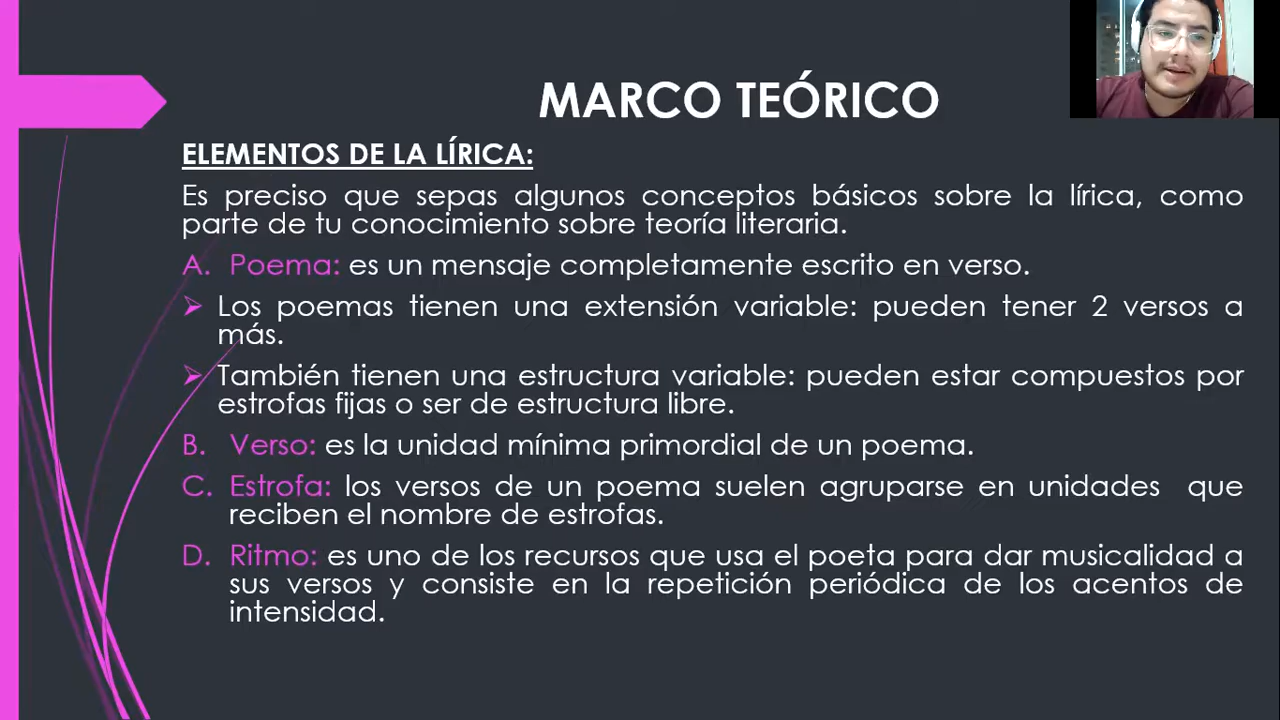 MARCO TEÓRICO
ELEMENTOS DE LA LÍRICA:
Es preciso que sepas algunos conceptos básicos sobre la lírica, como
parte de tu conocimiento sobre teoría literaria.
A. Poema: es un mensaje completamente escrito en verso.
➢ Los poemas tienen una extensión variable: pueden tener 2 versos a
más.
➢ También tienen una estructura variable: pueden estar compuestos por
estrofas fijas o ser de estructura libre.
B. Verso: es la unidad mínima primordial de un poema.
C. Estrofa: los versos de un poema suelen agruparse en unidades que
reciben el nombre de estrofas.
D. Ritmo: es uno de los recursos que usa el poeta para dar musicalidad a
sus versos y consiste en la repetición periódica de los acentos de
intensidad.